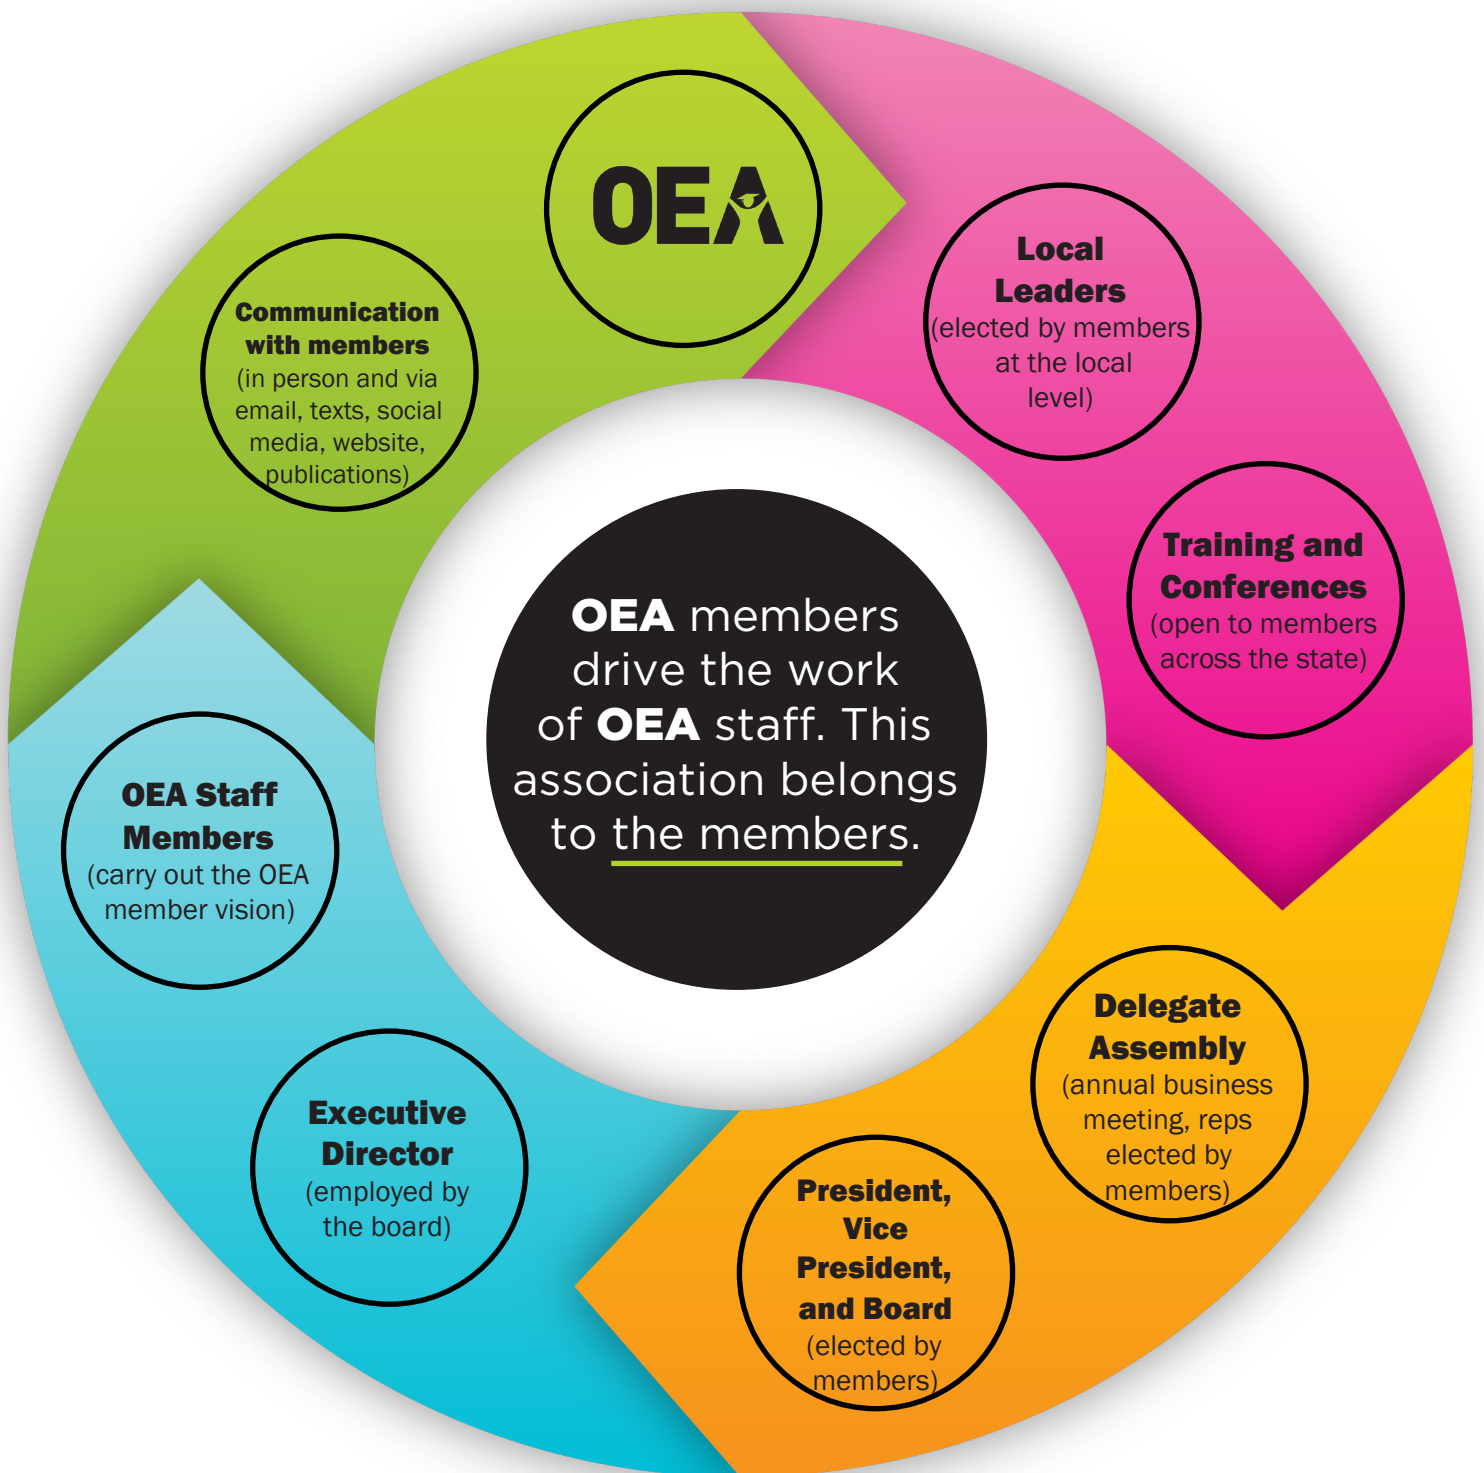 OEA
Local
Leaders
(elected by members
at the local
level)
Training and
Conferences
(open to members
across the state)
Delegate
Assembly
(annual business
meeting, reps
elected by
members)
President,
Vice
President,
and Board
(elected by
members)
Executive
Director
(employed by
the board)
OEA Staff
Members
(carry out the OEA
member vision)
Communication
with members
(in person and via
email, texts, social
media, website,
publications)
OEA members
drive the work
of OEA staff. This
association belongs
to the members.